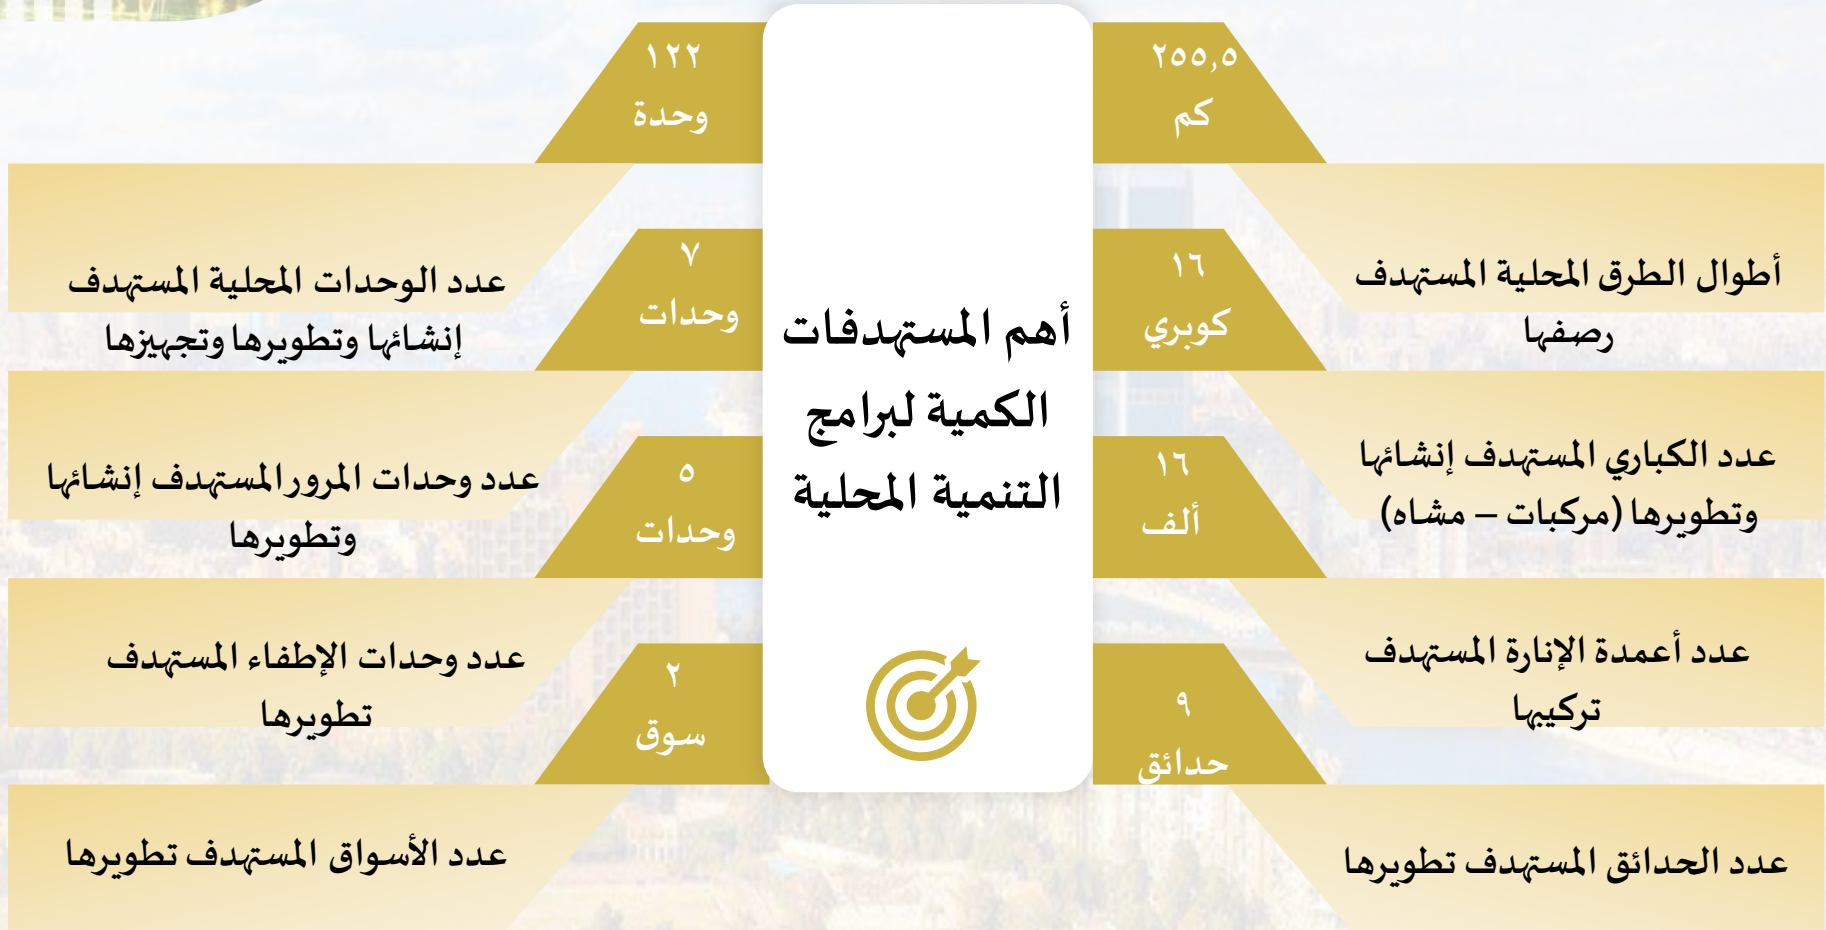 أهم المستهدفات
الكمية لبرامج
التنمية المحلية
٢٥٥,٥
كم
أطوال الطرق المحلية المستهدف
رصفها
١٦
كوبري
عدد الكباري المستهدف إنشائها
وتطويرها (مركبات – مشاه)
١٦
ألف
عدد أعمدة الإنارة المستهدف
تركيبها
٩
حدائق
عدد الحدائق المستهدف تطويرها
١٢٢
وحدة
عدد الوحدات المحلية المستهدف
إنشائها وتطويرها وتجهيزها
٧
وحدات
عدد وحدات المرور المستهدف إنشائها
وتطويرها
٥
وحدات
عدد وحدات الإطفاء المستهدف
تطويرها
٢
سوق
عدد الأسواق المستهدف تطويرها